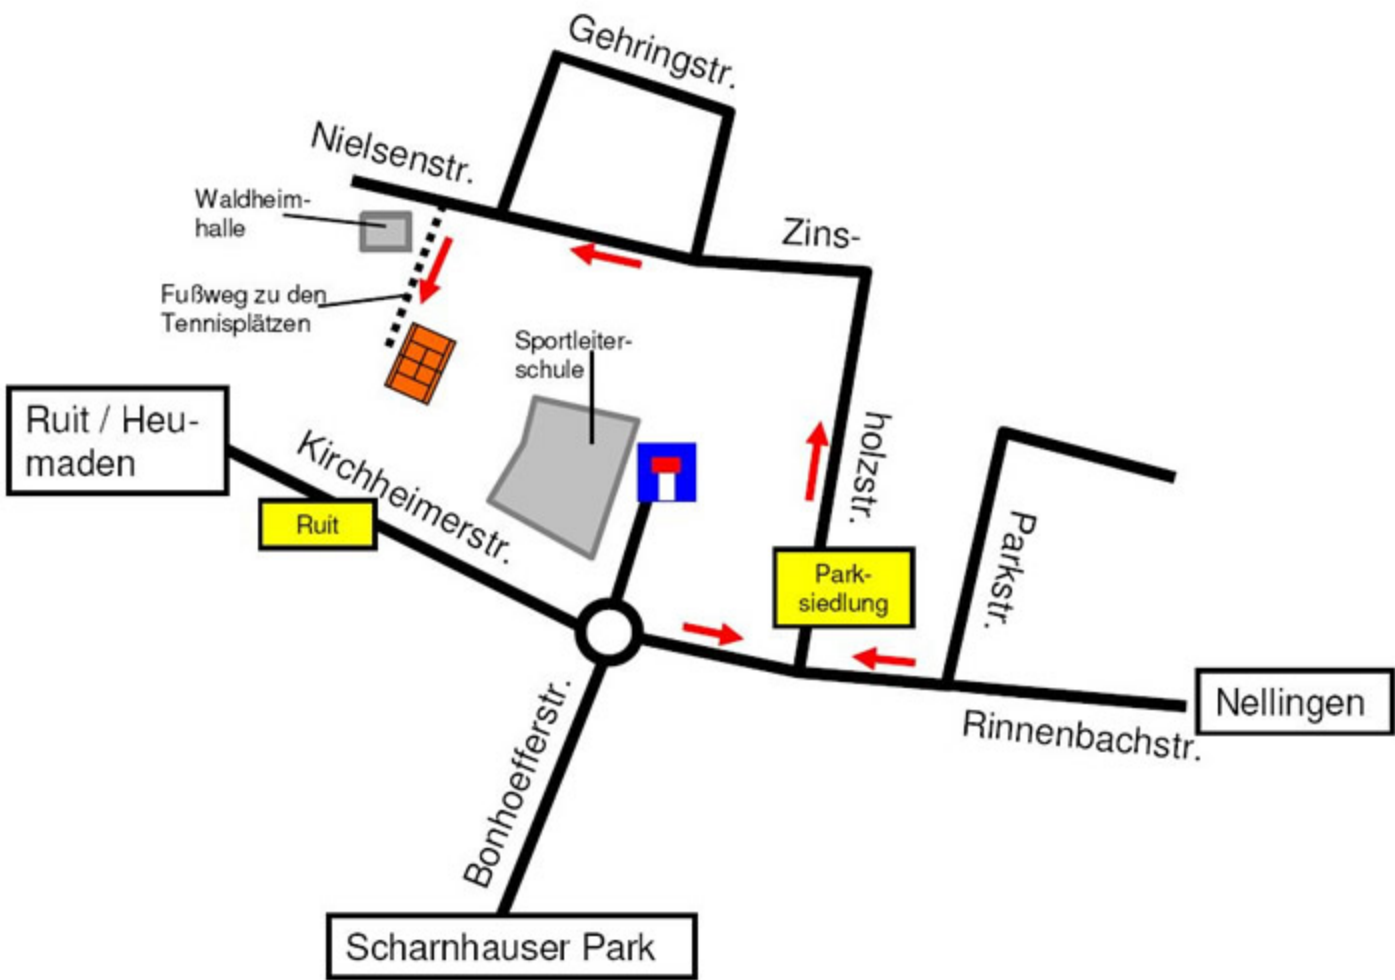 Gehringstr.
Nielsenstr.
Waldheim-
halle
Zins-
Fußweg zu den
Tennisplätzen
Sportleiter-
schule
Ruit / Heu-
maden
Kirchheimerstr.
holzstr.
Ruit
Parkstr.
Park-
siedlung
Nellingen
Rinnenbachstr.
Bonhoefferstr.
Scharnhauser Park